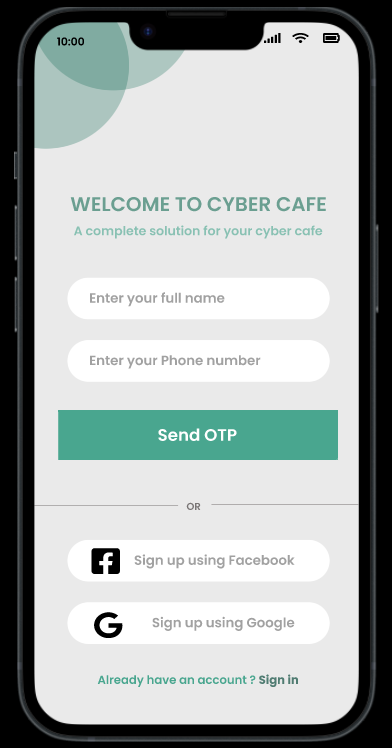 10:00
WELCOME TO CYBER CAFE
A complete solution for your cyber cafe
Enter your full name
Enter your Phone number
Send OTP
OR
Sign up using Facebook
Sign up using Google
Already have an account ? Sign in